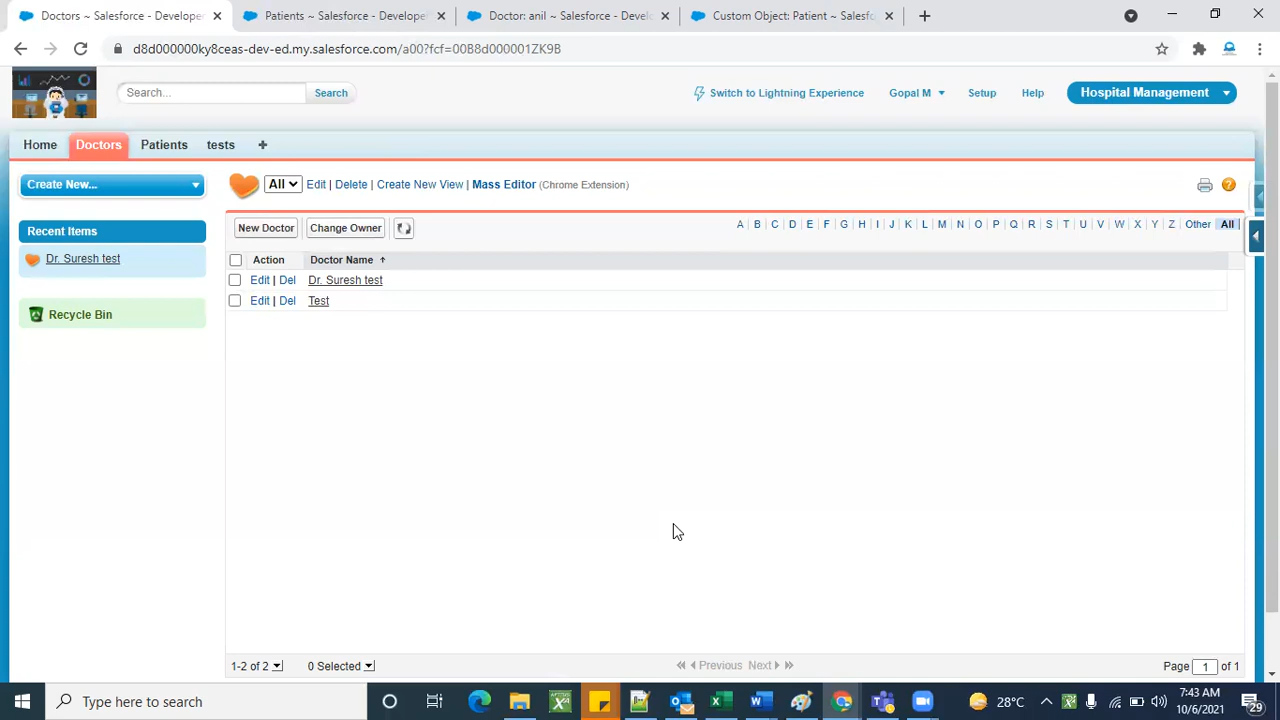 Doctors ~ Salesforce - Develope
Patients ~ Salesforce - Develope
Doctor: anil ~ Salesforce - Devel
Custom Object: Patient ~ Salesf
d8d000000ky8ceas-dev-ed.my.salesforce.com/a00?fcf=00B8d000001ZK9B
Search...
Search
Switch to Lightning Experience
Gopal M
Setup
Help
Hospital Management
Home
Doctors
Patients
tests
Create New...
All
Edit | Delete | Create New View | Mass Editor (Chrome Extension)
Recent Items
New Doctor
Change Owner
A B C D E F G H I J K L M N O P Q R S T U V W X Y Z Other All
Action
Doctor Name
Dr. Suresh test
Edit | Del
Dr. Suresh test
Edit | Del
Test
Recycle Bin
1-2 of 2
0 Selected
Previous Next
Page 1 of 1
Type here to search
28°C
7:43 AM
10/6/2021
29